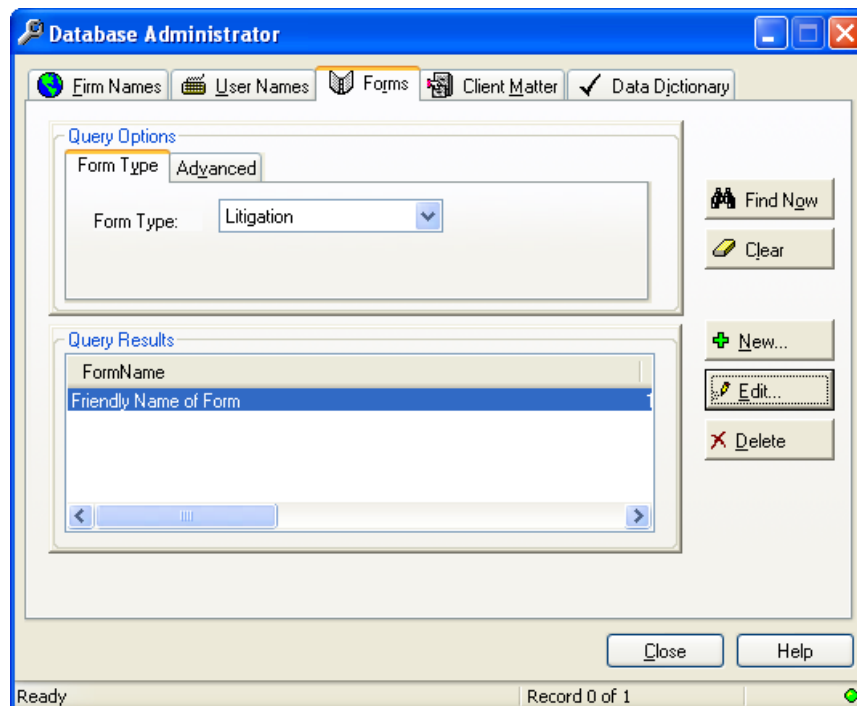 Database Administrator
Firm Names User Names Forms Client Matter Data Dictionary
Query Options
Form Type Advanced
Form Type: Litigation
Find Now
Clear
Query Results
FormName
Friendly Name of Form 1
New...
Edit...
Delete
Close Help
Ready Record 0 of 1